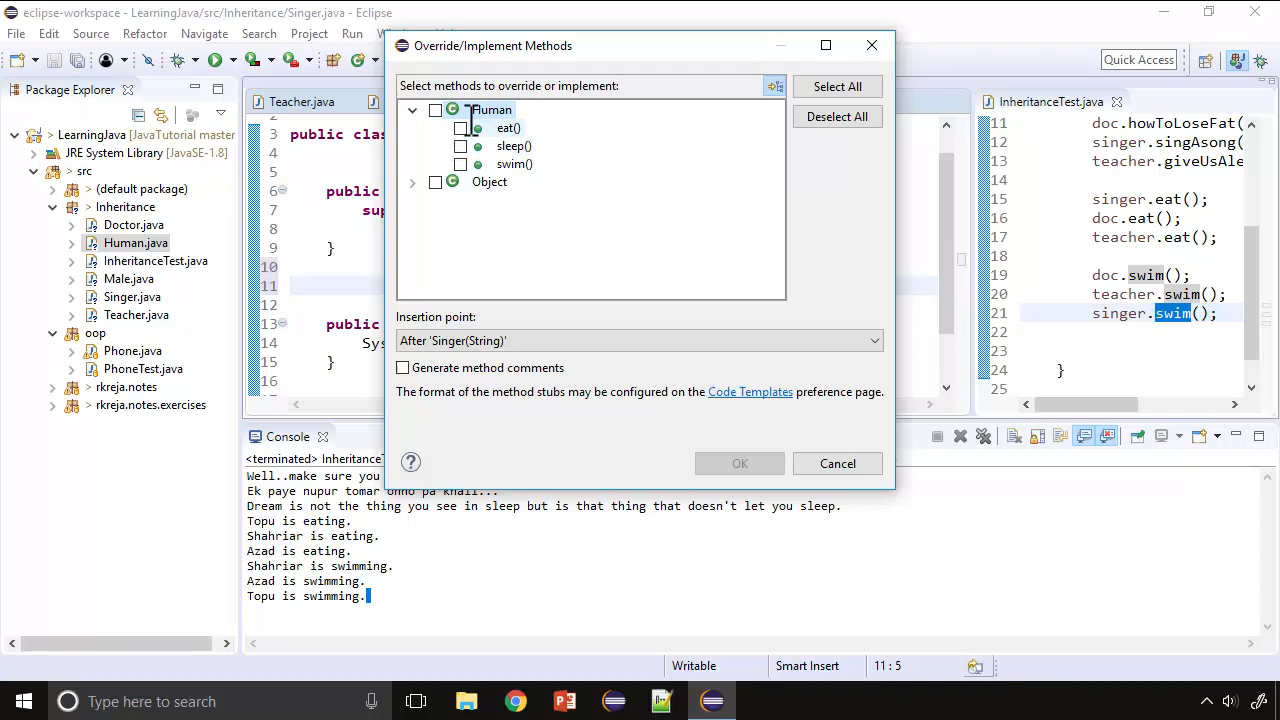 eclipse-workspace - LearningJava/src/Inheritance/Singer.java - Eclipse
File Edit Source Refactor Navigate Search Project Run
Quick Access
Package Explorer
LearningJava [JavaTutorial master
JRE System Library [JavaSE-1.8]
src
(default package)
Inheritance
Doctor.java
Human.java
InheritanceTest.java
Male.java
Singer.java
Teacher.java
oop
Phone.java
PhoneTest.java
rkreja.notes
rkreja.notes.exercises
Teacher.java
2
3 public clas
4
5
6 public
7 sup
8
9 }
10
11
12
13 public
14 Sys
15 }
16
Override/Implement Methods
Select methods to override or implement:
Select All
Deselect All
Human
eat()
sleep()
swim()
Object
Insertion point:
After 'Singer(String)'
Generate method comments
The format of the method stubs may be configured on the Code Templates preference page.
OK
Cancel
InheritanceTest.java
11 doc.howToLoseFat(
12 singer.singAsong(
13 teacher.giveUsAle
14
15 singer.eat();
16 doc.eat();
17 teacher.eat();
18
19 doc.swim();
20 teacher.swim();
21 singer.swim();
22
23
24 }
25
Console
<terminated> InheritanceT
Well..make sure you
Ek paye nupur tomar onno pa khali...
Dream is not the thing you see in sleep but is that thing that doesn't let you sleep.
Topu is eating.
Shahriar is eating.
Azad is eating.
Shahriar is swimming.
Azad is swimming.
Topu is swimming.
Writable
Smart Insert
11 : 5
Type here to search